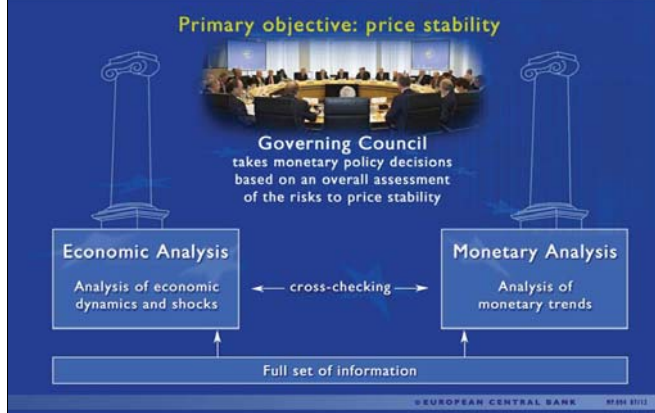 Primary objective: price stability
Governing Council
takes monetary policy decisions
based on an overall assessment
of the risks to price stability
Economic Analysis
Analysis of economic
dynamics and shocks
cross-checking
Monetary Analysis
Analysis of
monetary trends
Full set of information
© EUROPEAN CENTRAL BANK